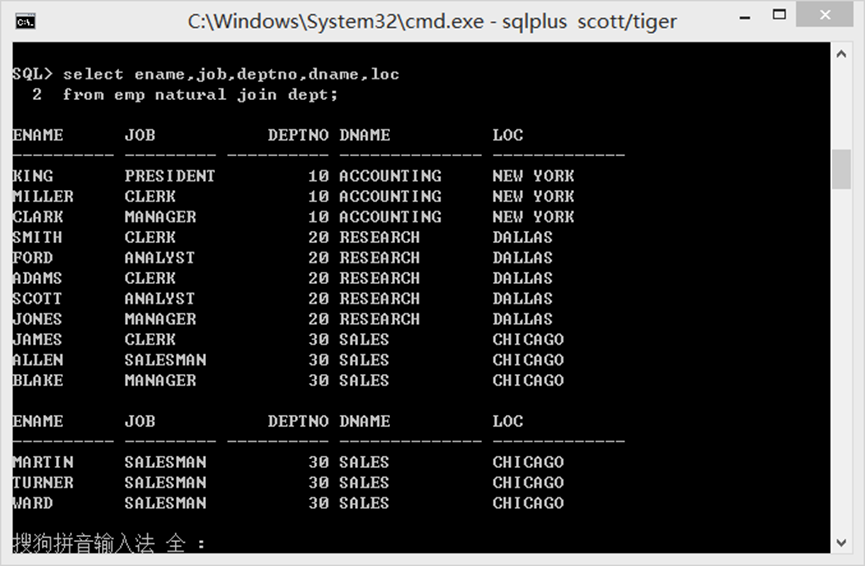 C:\Windows\System32\cmd.exe - sqlplus scott/tiger
SQL> select ename,job,deptno,dname,loc
  2  from emp natural join dept;
ENAME      JOB           DEPTNO DNAME          LOC
---------- --------- ---------- -------------- -------------
KING       PRESIDENT         10 ACCOUNTING     NEW YORK
MILLER     CLERK             10 ACCOUNTING     NEW YORK
CLARK      MANAGER           10 ACCOUNTING     NEW YORK
SMITH      CLERK             20 RESEARCH       DALLAS
FORD       ANALYST           20 RESEARCH       DALLAS
ADAMS      CLERK             20 RESEARCH       DALLAS
SCOTT      ANALYST           20 RESEARCH       DALLAS
JONES      MANAGER           20 RESEARCH       DALLAS
JAMES      CLERK             30 SALES          CHICAGO
ALLEN      SALESMAN          30 SALES          CHICAGO
BLAKE      MANAGER           30 SALES          CHICAGO
ENAME      JOB           DEPTNO DNAME          LOC
---------- --------- ---------- -------------- -------------
MARTIN     SALESMAN          30 SALES          CHICAGO
TURNER     SALESMAN          30 SALES          CHICAGO
WARD       SALESMAN          30 SALES          CHICAGO
搜狗拼音输入法 全 :